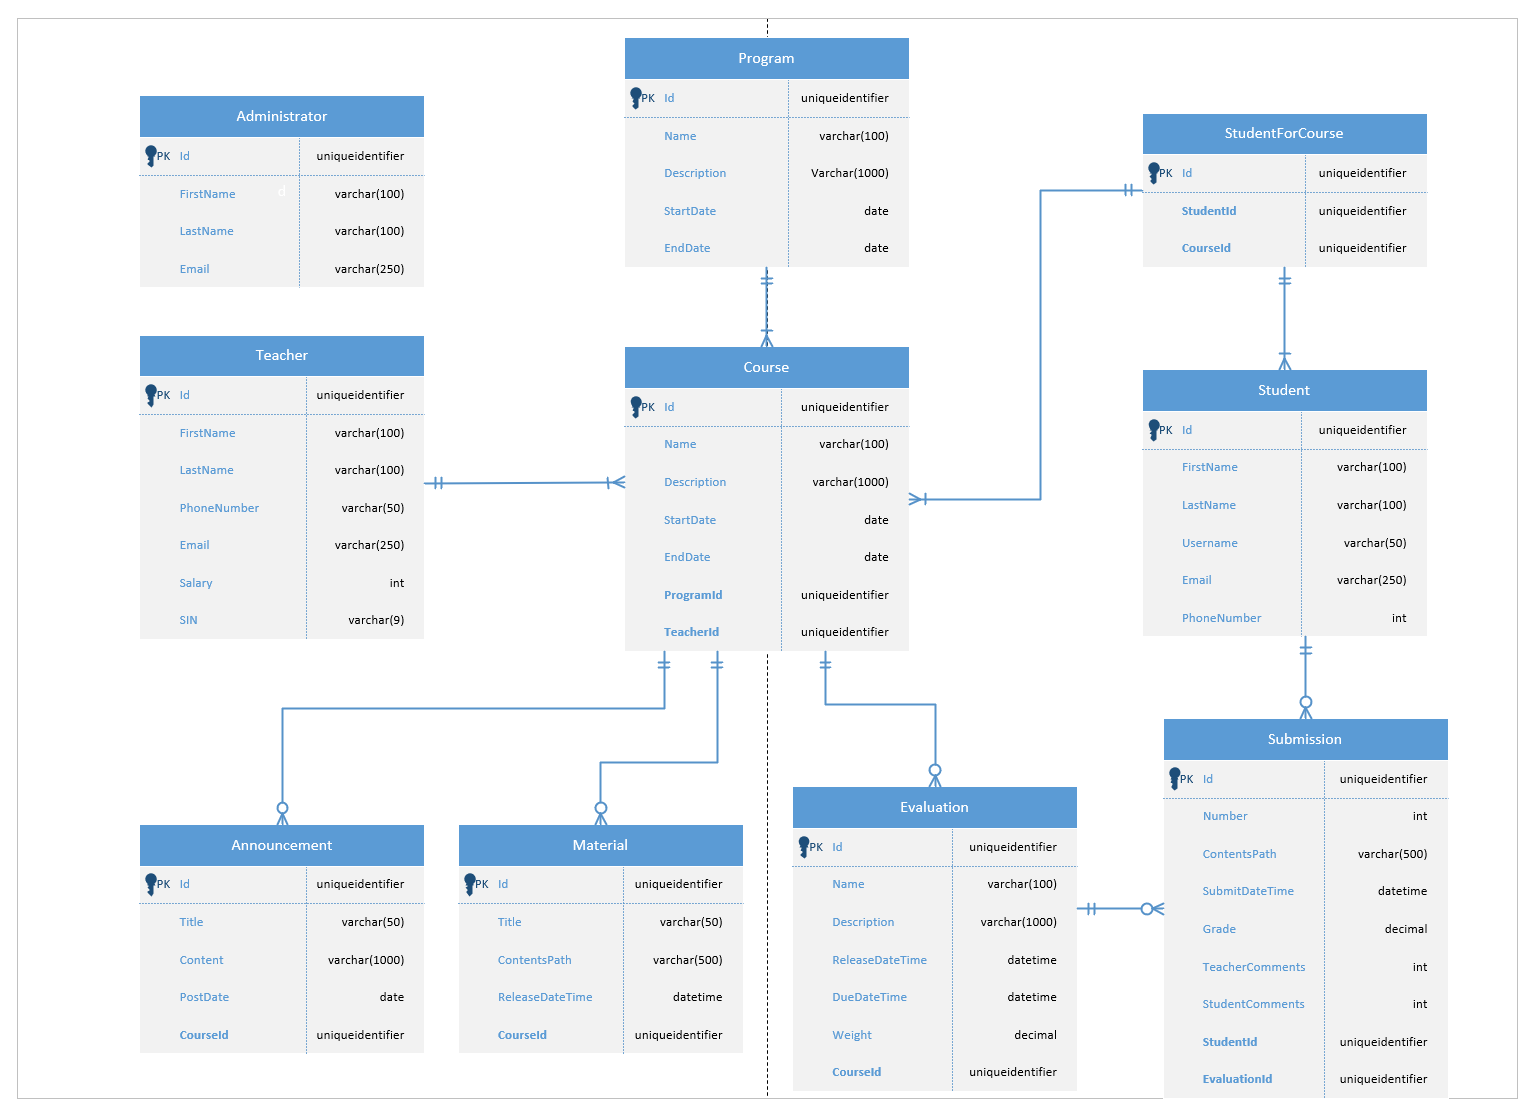 Program
PK Id uniqueidentifier
Name varchar(100)
Description Varchar(1000)
StartDate date
EndDate date
Administrator
PK Id uniqueidentifier
FirstName d varchar(100)
LastName varchar(100)
Email varchar(250)
StudentForCourse
PK Id uniqueidentifier
StudentId uniqueidentifier
CourseId uniqueidentifier
Teacher
PK Id uniqueidentifier
FirstName varchar(100)
LastName varchar(100)
PhoneNumber varchar(50)
Email varchar(250)
Salary int
SIN varchar(9)
Course
PK Id uniqueidentifier
Name varchar(100)
Description varchar(1000)
StartDate date
EndDate date
ProgramId uniqueidentifier
TeacherId uniqueidentifier
Student
PK Id uniqueidentifier
FirstName varchar(100)
LastName varchar(100)
Username varchar(50)
Email varchar(250)
PhoneNumber int
Submission
PK Id uniqueidentifier
Number int
ContentsPath varchar(500)
SubmitDateTime datetime
Grade decimal
TeacherComments int
StudentComments int
StudentId uniqueidentifier
EvaluationId uniqueidentifier
Evaluation
PK Id uniqueidentifier
Name varchar(100)
Description varchar(1000)
ReleaseDateTime datetime
DueDateTime datetime
Weight decimal
CourseId uniqueidentifier
Announcement
PK Id uniqueidentifier
Title varchar(50)
Content varchar(1000)
PostDate date
CourseId uniqueidentifier
Material
PK Id uniqueidentifier
Title varchar(50)
ContentsPath varchar(500)
ReleaseDateTime datetime
CourseId uniqueidentifier